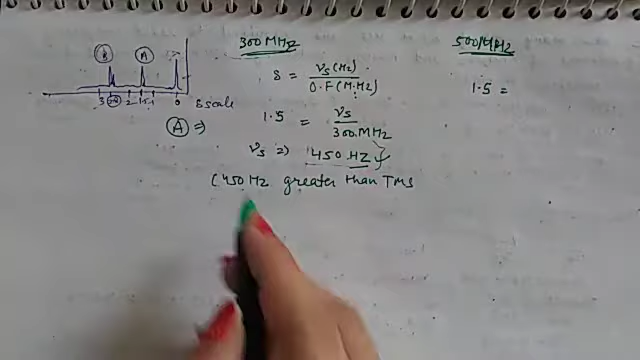 300 MHz
500 MHz
B
A
3 2 1.5 1 0 δ scale
δ = νs (Hz) / O.F (M.Hz)
1.5 =
A ⇒
1.5 = νs / 300 MHz
νs ⇒ 450 HZ
(450 Hz greater than TMS